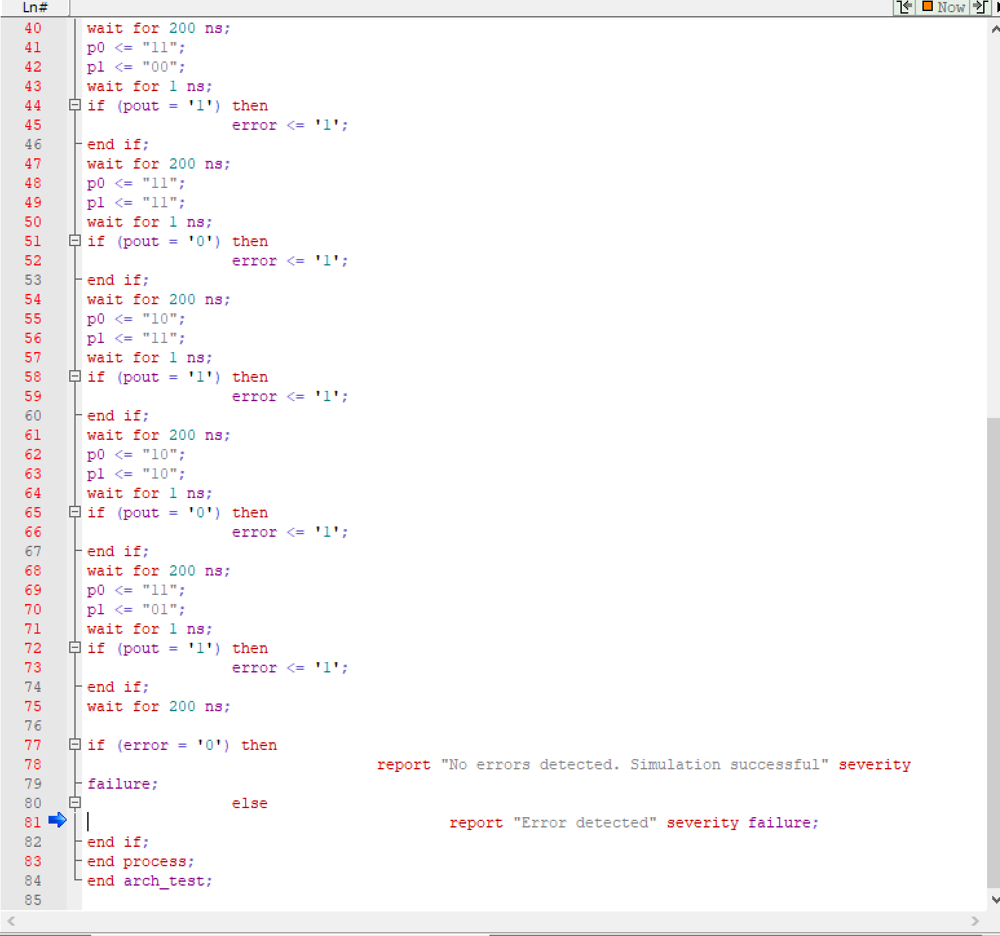 Ln#
Now
40 wait for 200 ns;
41 p0 <= "11";
42 p1 <= "00";
43 wait for 1 ns;
44 if (pout = '1') then
45 error <= '1';
46 end if;
47 wait for 200 ns;
48 p0 <= "11";
49 p1 <= "11";
50 wait for 1 ns;
51 if (pout = '0') then
52 error <= '1';
53 end if;
54 wait for 200 ns;
55 p0 <= "10";
56 p1 <= "11";
57 wait for 1 ns;
58 if (pout = '1') then
59 error <= '1';
60 end if;
61 wait for 200 ns;
62 p0 <= "10";
63 p1 <= "10";
64 wait for 1 ns;
65 if (pout = '0') then
66 error <= '1';
67 end if;
68 wait for 200 ns;
69 p0 <= "11";
70 p1 <= "01";
71 wait for 1 ns;
72 if (pout = '1') then
73 error <= '1';
74 end if;
75 wait for 200 ns;
76
77 if (error = '0') then
78 report "No errors detected. Simulation successful" severity
79 failure;
80 else
81 report "Error detected" severity failure;
82 end if;
83 end process;
84 end arch_test;
85